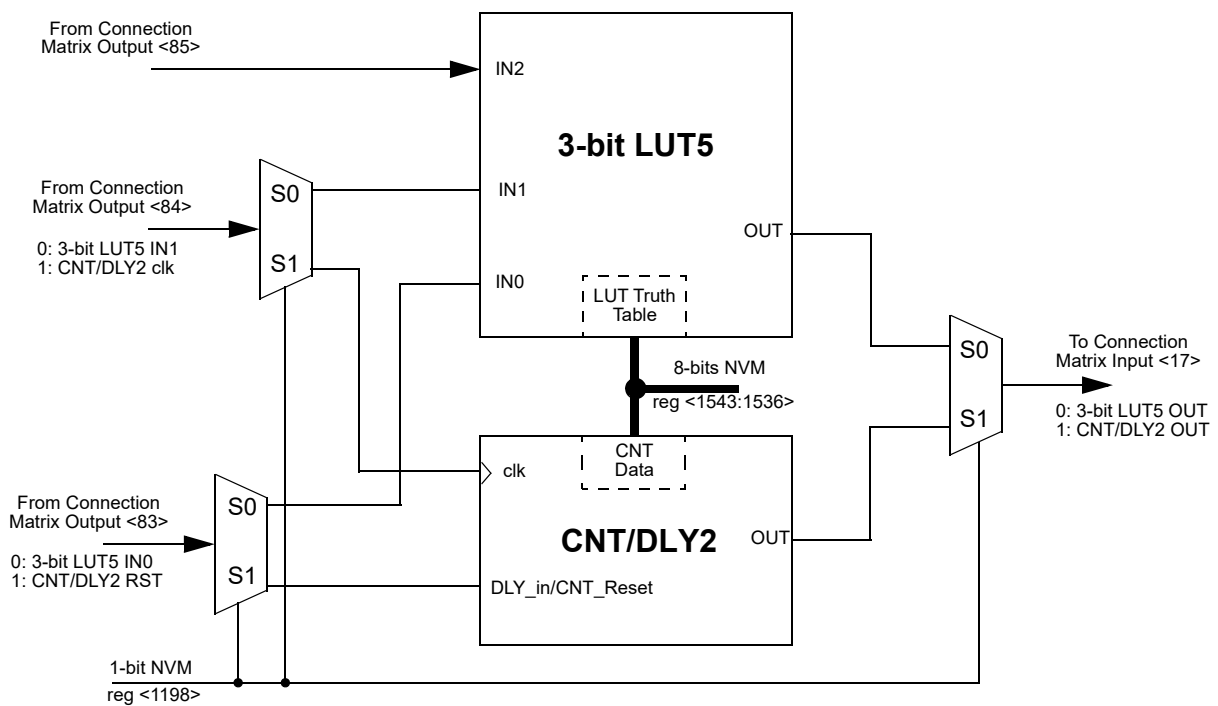 From Connection
Matrix Output <85>
IN2
3-bit LUT5
From Connection
Matrix Output <84>
0: 3-bit LUT5 IN1
1: CNT/DLY2 clk
S0
S1
IN1
IN0
OUT
LUT Truth
Table
8-bits NVM
reg <1543:1536>
S0
S1
To Connection
Matrix Input <17>
0: 3-bit LUT5 OUT
1: CNT/DLY2 OUT
CNT
Data
clk
CNT/DLY2
OUT
DLY_in/CNT_Reset
From Connection
Matrix Output <83>
0: 3-bit LUT5 IN0
1: CNT/DLY2 RST
S0
S1
1-bit NVM
reg <1198>